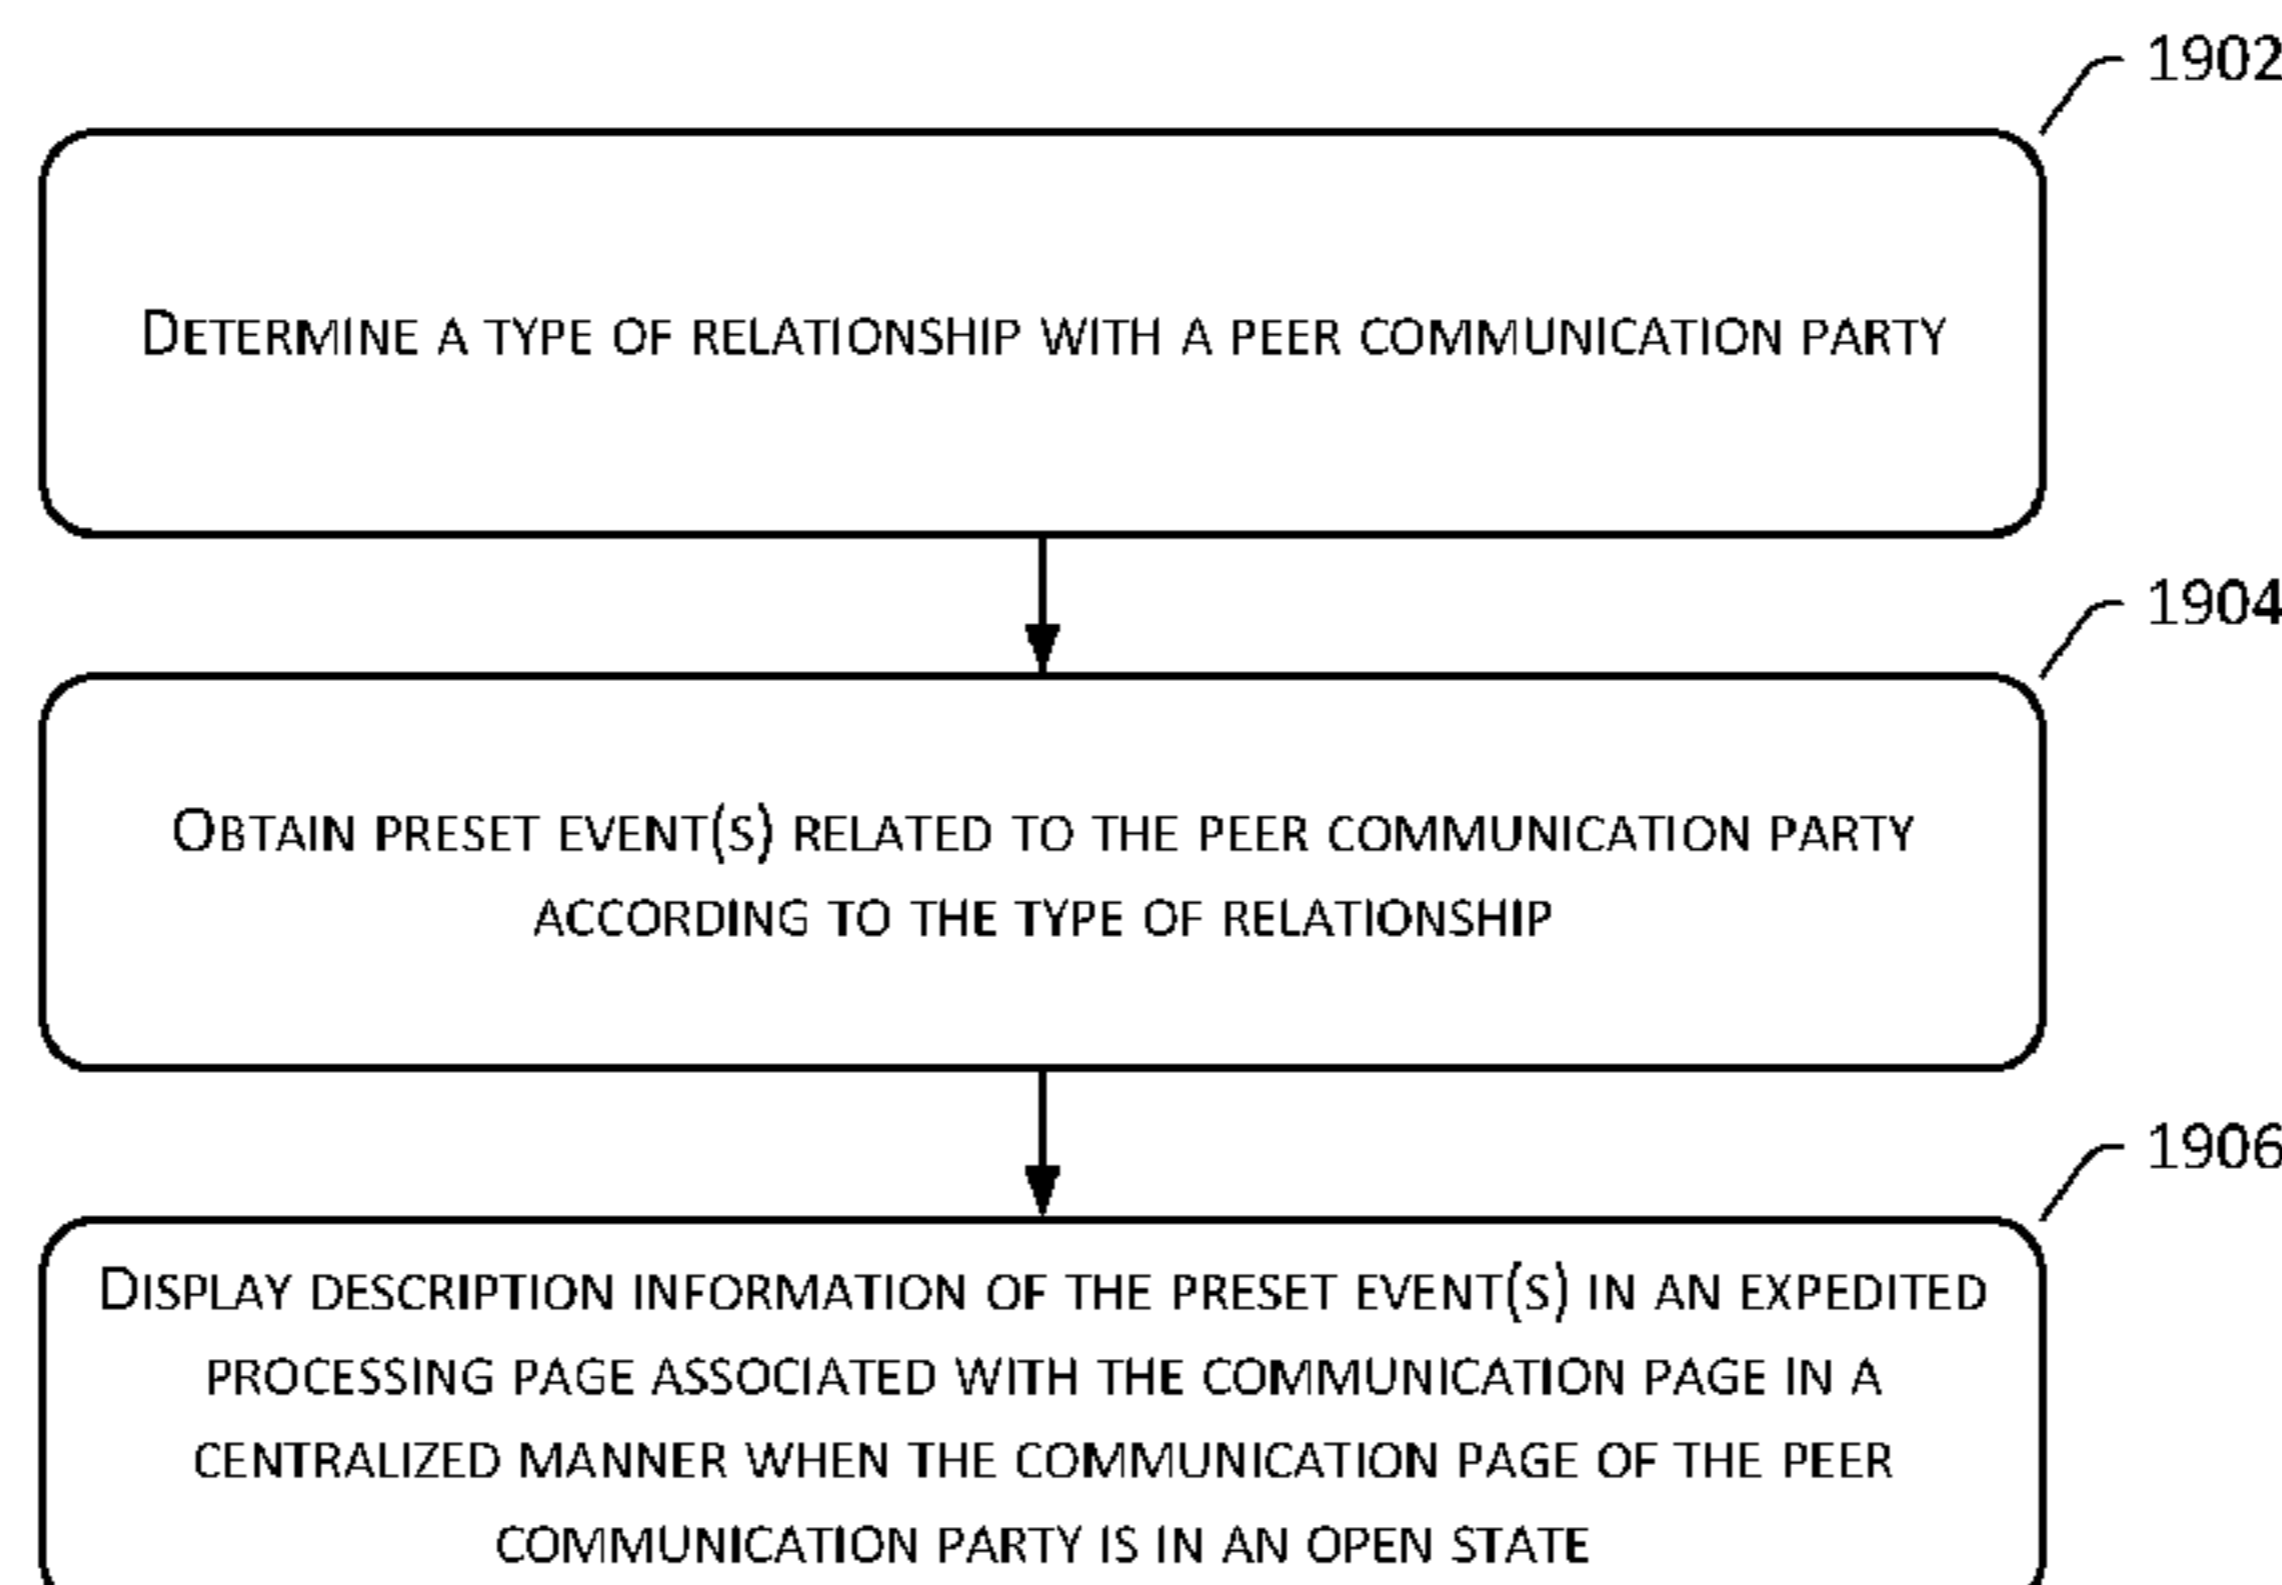 1902
DETERMINE A TYPE OF RELATIONSHIP WITH A PEER COMMUNICATION PARTY
1904
OBTAIN PRESET EVENT(S) RELATED TO THE PEER COMMUNICATION PARTY
ACCORDING TO THE TYPE OF RELATIONSHIP
1906
DISPLAY DESCRIPTION INFORMATION OF THE PRESET EVENT(S) IN AN EXPEDITED
PROCESSING PAGE ASSOCIATED WITH THE COMMUNICATION PAGE IN A
CENTRALIZED MANNER WHEN THE COMMUNICATION PAGE OF THE PEER
COMMUNICATION PARTY IS IN AN OPEN STATE